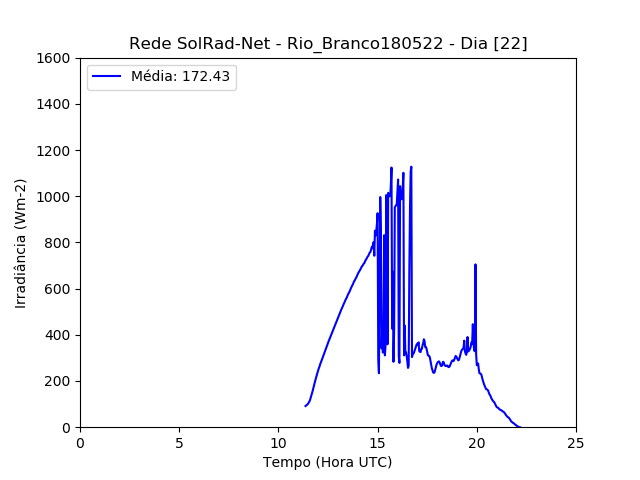 Rede SolRad-Net - Rio_Branco180522 - Dia [22]
Média: 172.43
Irradiância (Wm-2)
1600
1400
1200
1000
800
600
400
200
0
0 5 10 15 20 25
Tempo (Hora UTC)